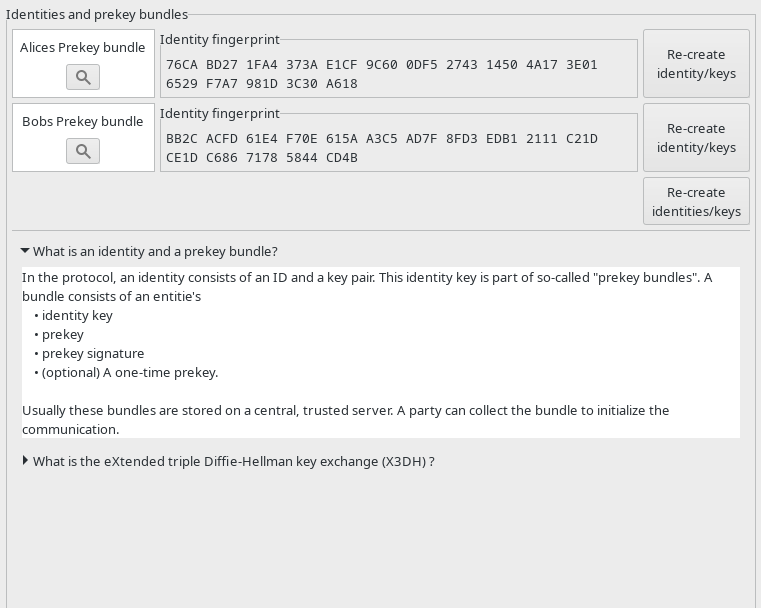 Identities and prekey bundles
Alices Prekey bundle
Identity fingerprint
76CA BD27 1FA4 373A E1CF 9C60 0DF5 2743 1450 4A17 3E01
6529 F7A7 981D 3C30 A618
Re-create
identity/keys
Bobs Prekey bundle
Identity fingerprint
BB2C ACFD 61E4 F70E 615A A3C5 AD7F 8FD3 EDB1 2111 C21D
CE1D C686 7178 5844 CD4B
Re-create
identity/keys
Re-create
identities/keys
What is an identity and a prekey bundle?
In the protocol, an identity consists of an ID and a key pair. This identity key is part of so-called "prekey bundles". A
bundle consists of an entitie's
• identity key
• prekey
• prekey signature
• (optional) A one-time prekey.
Usually these bundles are stored on a central, trusted server. A party can collect the bundle to initialize the
communication.
What is the eXtended triple Diffie-Hellman key exchange (X3DH) ?